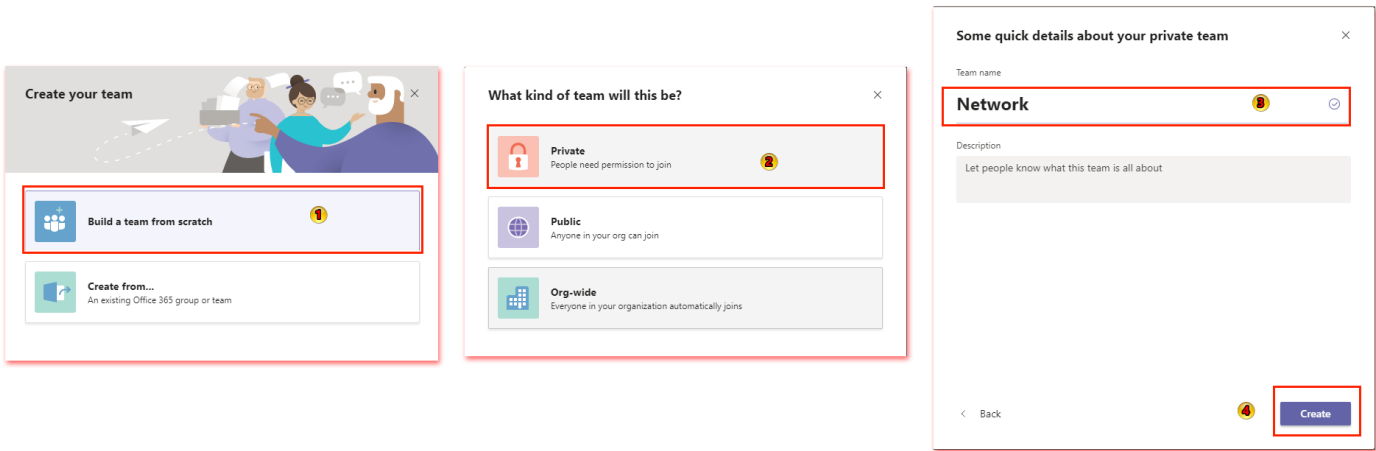 Create your team
Build a team from scratch
1
Create from...
An existing Office 365 group or team
What kind of team will this be?
Private
People need permission to join
2
Public
Anyone in your org can join
Org-wide
Everyone in your organization automatically joins
Some quick details about your private team
Team name
Network
3
Description
Let people know what this team is all about
Back
4
Create